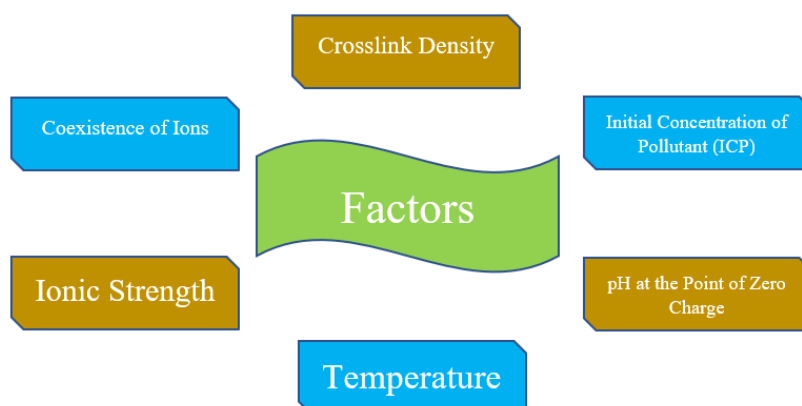 Crosslink Density
Coexistence of Ions
Initial Concentration of
Pollutant (ICP)
Factors
Ionic Strength
pH at the Point of Zero
Charge
Temperature